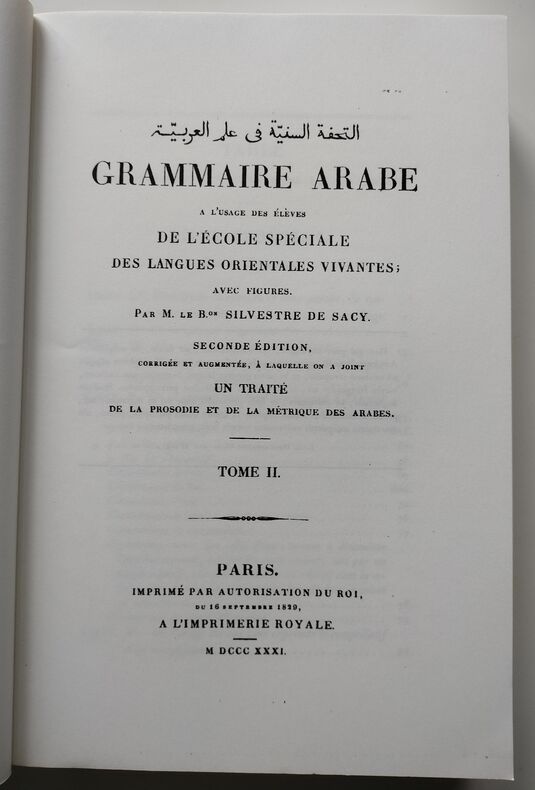 التحفة السنيّة فى علم العربيّة
GRAMMAIRE ARABE
A L'USAGE DES ÉLÈVES
DE L'ÉCOLE SPÉCIALE
DES LANGUES ORIENTALES VIVANTES;
AVEC FIGURES.
PAR M. LE B.ON SILVESTRE DE SACY.
SECONDE ÉDITION,
CORRIGÉE ET AUGMENTÉE, À LAQUELLE ON A JOINT
UN TRAITÉ
DE LA PROSODIE ET DE LA MÉTRIQUE DES ARABES.
TOME II.
PARIS.
IMPRIMÉ PAR AUTORISATION DU ROI,
DU 16 SEPTEMBRE 1829,
A L'IMPRIMERIE ROYALE.
M DCCC XXXI.